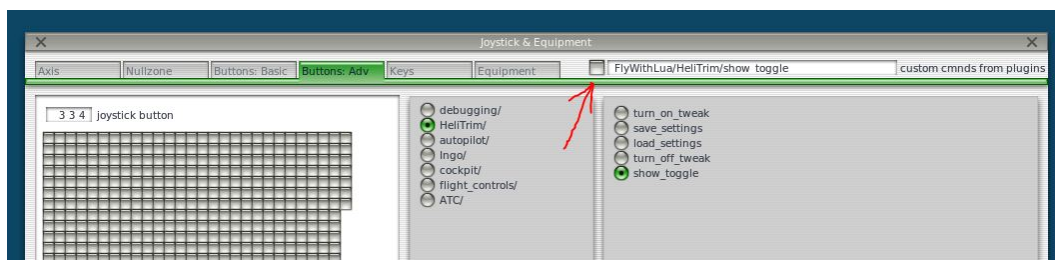 Joystick & Equipment
Axis Nullzone Buttons: Basic Buttons: Adv Keys Equipment FlyWithLua/HeliTrim/show_toggle custom cmnds from plugins
3 3 4 joystick button
debugging/
HeliTrim/
autopilot/
Ingo/
cockpit/
flight_controls/
ATC/
turn_on_tweak
save_settings
load_settings
turn_off_tweak
show_toggle